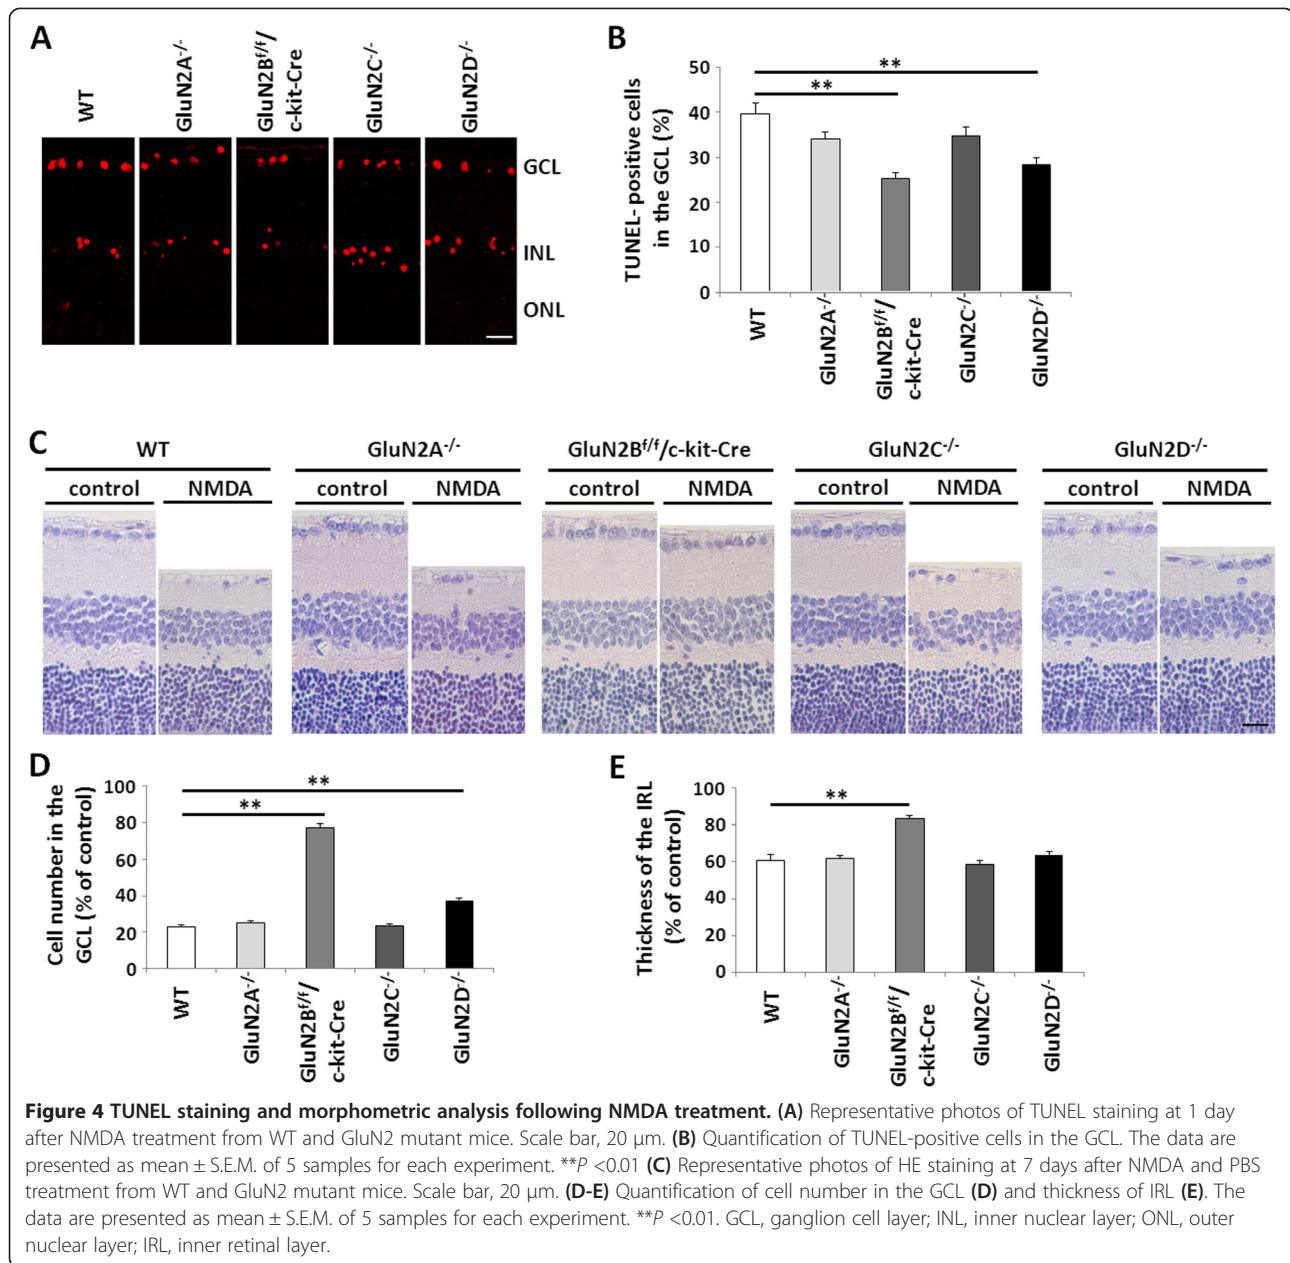 A
WT
GluN2A-/-
GluN2Bf/f/
c-kit-Cre
GluN2C-/-
GluN2D-/-
GCL
INL
ONL
B
TUNEL- positive cells
in the GCL (%)
50
40
30
20
10
0
**
**
WT
GluN2A-/-
GluN2Bf/f/
c-kit-Cre
GluN2C-/-
GluN2D-/-
C
WT
GluN2A-/-
GluN2Bf/f/c-kit-Cre
GluN2C-/-
GluN2D-/-
control
NMDA
control
NMDA
control
NMDA
control
NMDA
control
NMDA
D
Cell number in the
GCL (% of control)
100
80
60
40
20
0
**
**
WT
GluN2A-/-
GluN2Bf/f/
c-kit-Cre
GluN2C-/-
GluN2D-/-
E
Thickness of the IRL
(% of control)
100
80
60
40
20
0
**
WT
GluN2A-/-
GluN2Bf/f/
c-kit-Cre
GluN2C-/-
GluN2D-/-
Figure 4 TUNEL staining and morphometric analysis following NMDA treatment. (A) Representative photos of TUNEL staining at 1 day
after NMDA treatment from WT and GluN2 mutant mice. Scale bar, 20 μm. (B) Quantification of TUNEL-positive cells in the GCL. The data are
presented as mean ± S.E.M. of 5 samples for each experiment. **P <0.01 (C) Representative photos of HE staining at 7 days after NMDA and PBS
treatment from WT and GluN2 mutant mice. Scale bar, 20 μm. (D-E) Quantification of cell number in the GCL (D) and thickness of IRL (E). The
data are presented as mean ± S.E.M. of 5 samples for each experiment. **P <0.01. GCL, ganglion cell layer; INL, inner nuclear layer; ONL, outer
nuclear layer; IRL, inner retinal layer.